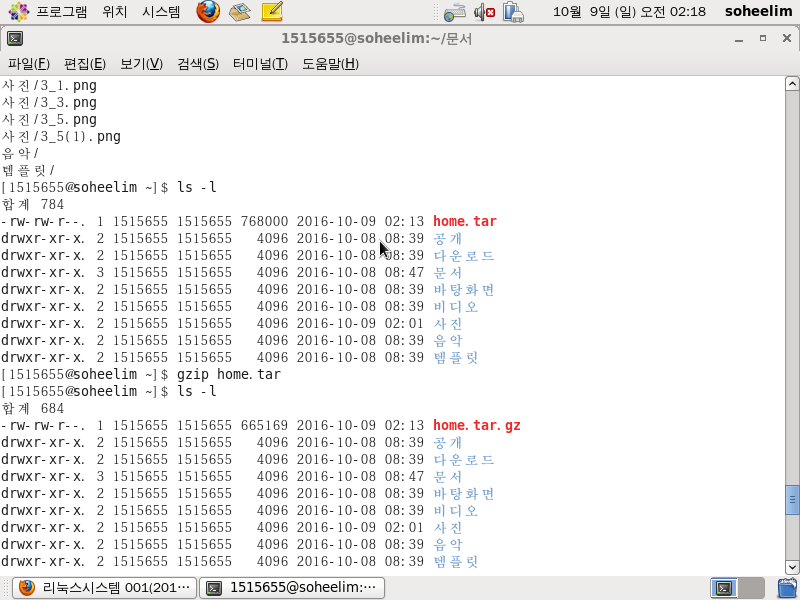 프로그램 위치 시스템 10월 9일 (일) 오전 02:18 soheelim
1515655@soheelim:~/문서
파일(F) 편집(E) 보기(V) 검색(S) 터미널(T) 도움말(H)
사진/3_1.png
사진/3_3.png
사진/3_5.png
사진/3_5(1).png
음악/
템플릿/
[1515655@soheelim ~]$ ls -l
합계 784
-rw-rw-r--. 1 1515655 1515655 768000 2016-10-09 02:13 home.tar
drwxr-xr-x. 2 1515655 1515655   4096 2016-10-08 08:39 공개
drwxr-xr-x. 2 1515655 1515655   4096 2016-10-08 08:39 다운로드
drwxr-xr-x. 3 1515655 1515655   4096 2016-10-08 08:47 문서
drwxr-xr-x. 2 1515655 1515655   4096 2016-10-08 08:39 바탕화면
drwxr-xr-x. 2 1515655 1515655   4096 2016-10-08 08:39 비디오
drwxr-xr-x. 2 1515655 1515655   4096 2016-10-09 02:01 사진
drwxr-xr-x. 2 1515655 1515655   4096 2016-10-08 08:39 음악
drwxr-xr-x. 2 1515655 1515655   4096 2016-10-08 08:39 템플릿
[1515655@soheelim ~]$ gzip home.tar
[1515655@soheelim ~]$ ls -l
합계 684
-rw-rw-r--. 1 1515655 1515655 665169 2016-10-09 02:13 home.tar.gz
drwxr-xr-x. 2 1515655 1515655   4096 2016-10-08 08:39 공개
drwxr-xr-x. 2 1515655 1515655   4096 2016-10-08 08:39 다운로드
drwxr-xr-x. 3 1515655 1515655   4096 2016-10-08 08:47 문서
drwxr-xr-x. 2 1515655 1515655   4096 2016-10-08 08:39 바탕화면
drwxr-xr-x. 2 1515655 1515655   4096 2016-10-08 08:39 비디오
drwxr-xr-x. 2 1515655 1515655   4096 2016-10-09 02:01 사진
drwxr-xr-x. 2 1515655 1515655   4096 2016-10-08 08:39 음악
drwxr-xr-x. 2 1515655 1515655   4096 2016-10-08 08:39 템플릿
리눅스시스템 001(201··· 1515655@soheelim:···